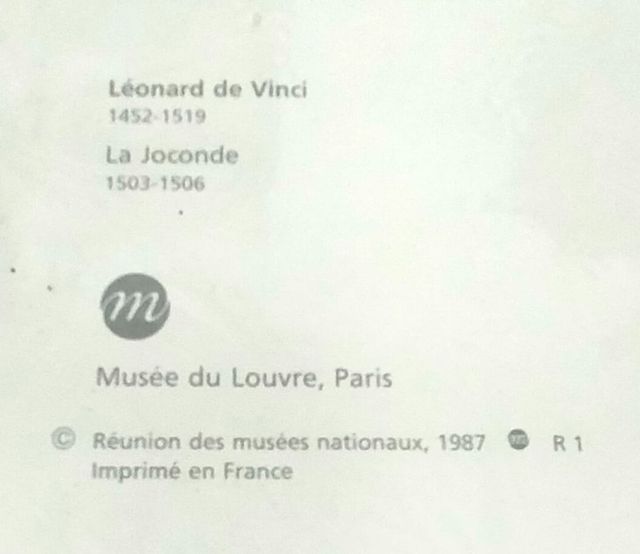 Léonard de Vinci
1452-1519
La Joconde
1503-1506
m
Musée du Louvre, Paris
© Réunion des musées nationaux, 1987 R 1
Imprimé en France